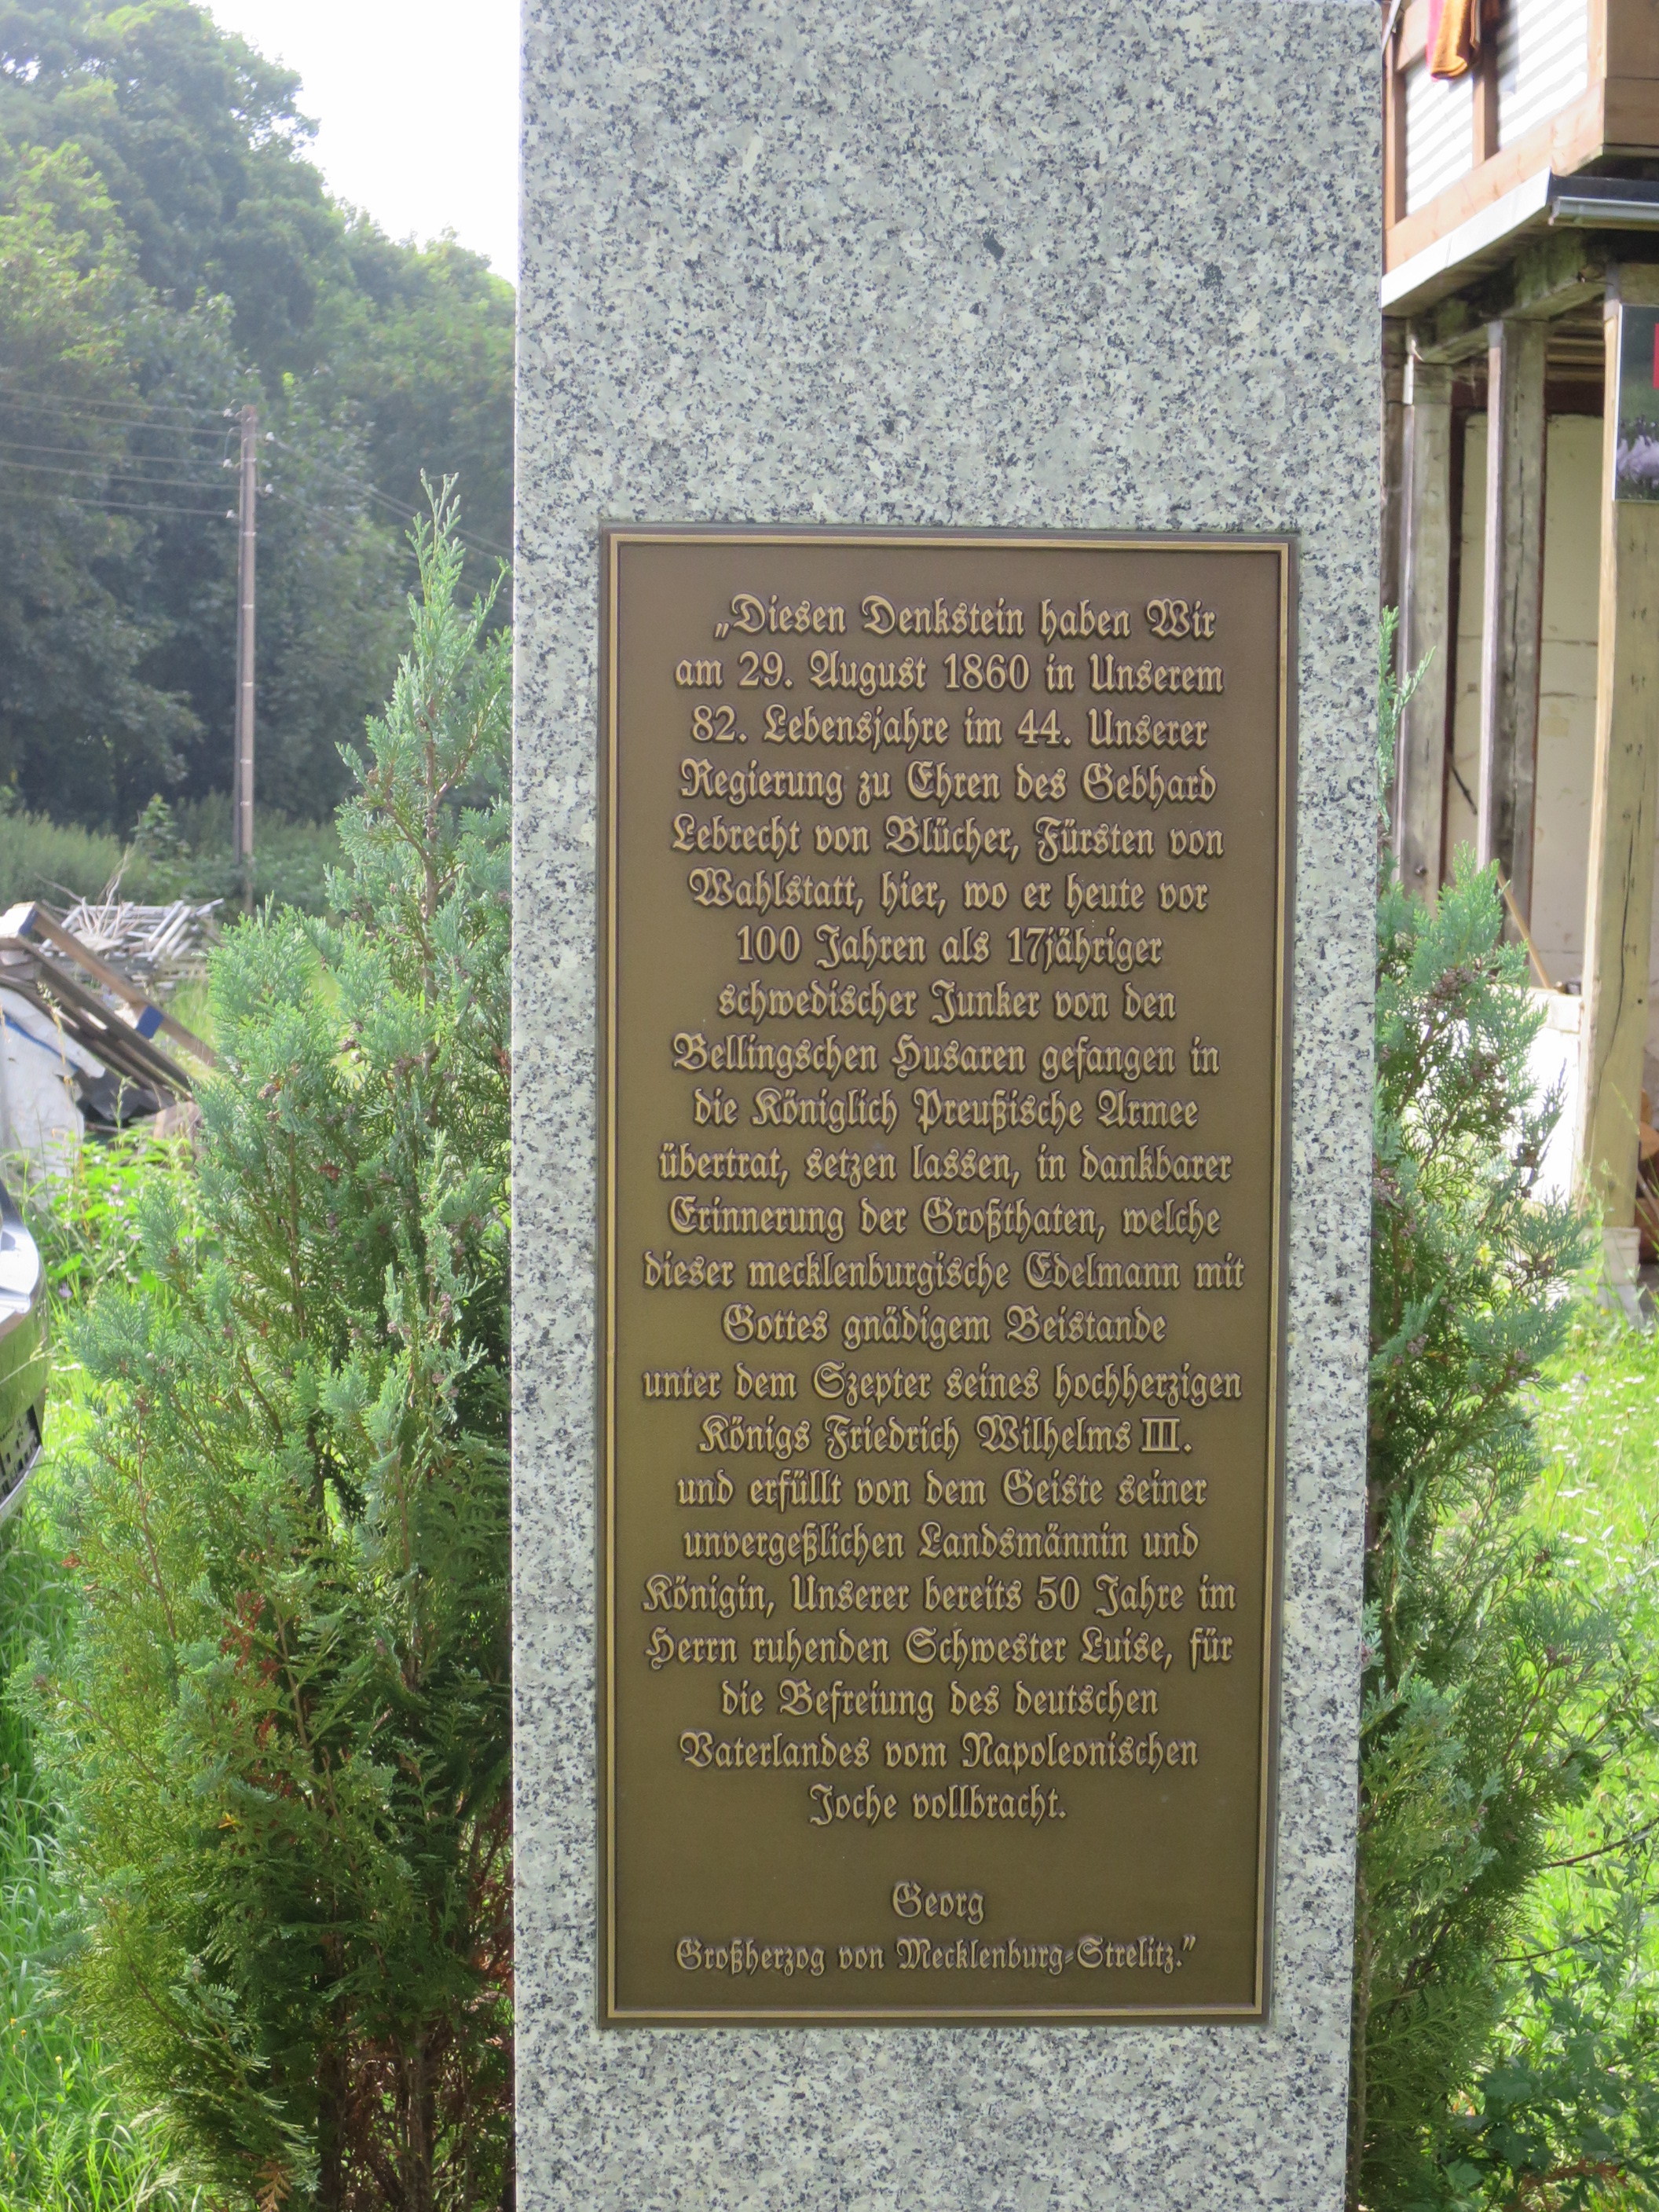 „Diesen Denkstein haben Wir
am 29. August 1860 in Unserem
82. Lebensjahre im 44. Unserer
Regierung zu Ehren des Gebhard
Lebrecht von Blücher, Fürsten von
Wahlstatt, hier, wo er heute vor
100 Jahren als 17jähriger
schwedischer Junker von den
Bellingschen Husaren gefangen in
die Königlich Preußische Armee
übertrat, setzen lassen, in dankbarer
Erinnerung der Großthaten, welche
dieser mecklenburgische Edelmann mit
Gottes gnädigem Beistande
unter dem Szepter seines hochherzigen
Königs Friedrich Wilhelms III.
und erfüllt von dem Geiste seiner
unvergeßlichen Landsmännin und
Königin, Unserer bereits 50 Jahre im
Herrn ruhenden Schwester Luise, für
die Befreiung des deutschen
Vaterlandes vom Napoleonischen
Joche vollbracht.
Georg
Großherzog von Mecklenburg-Strelitz.”